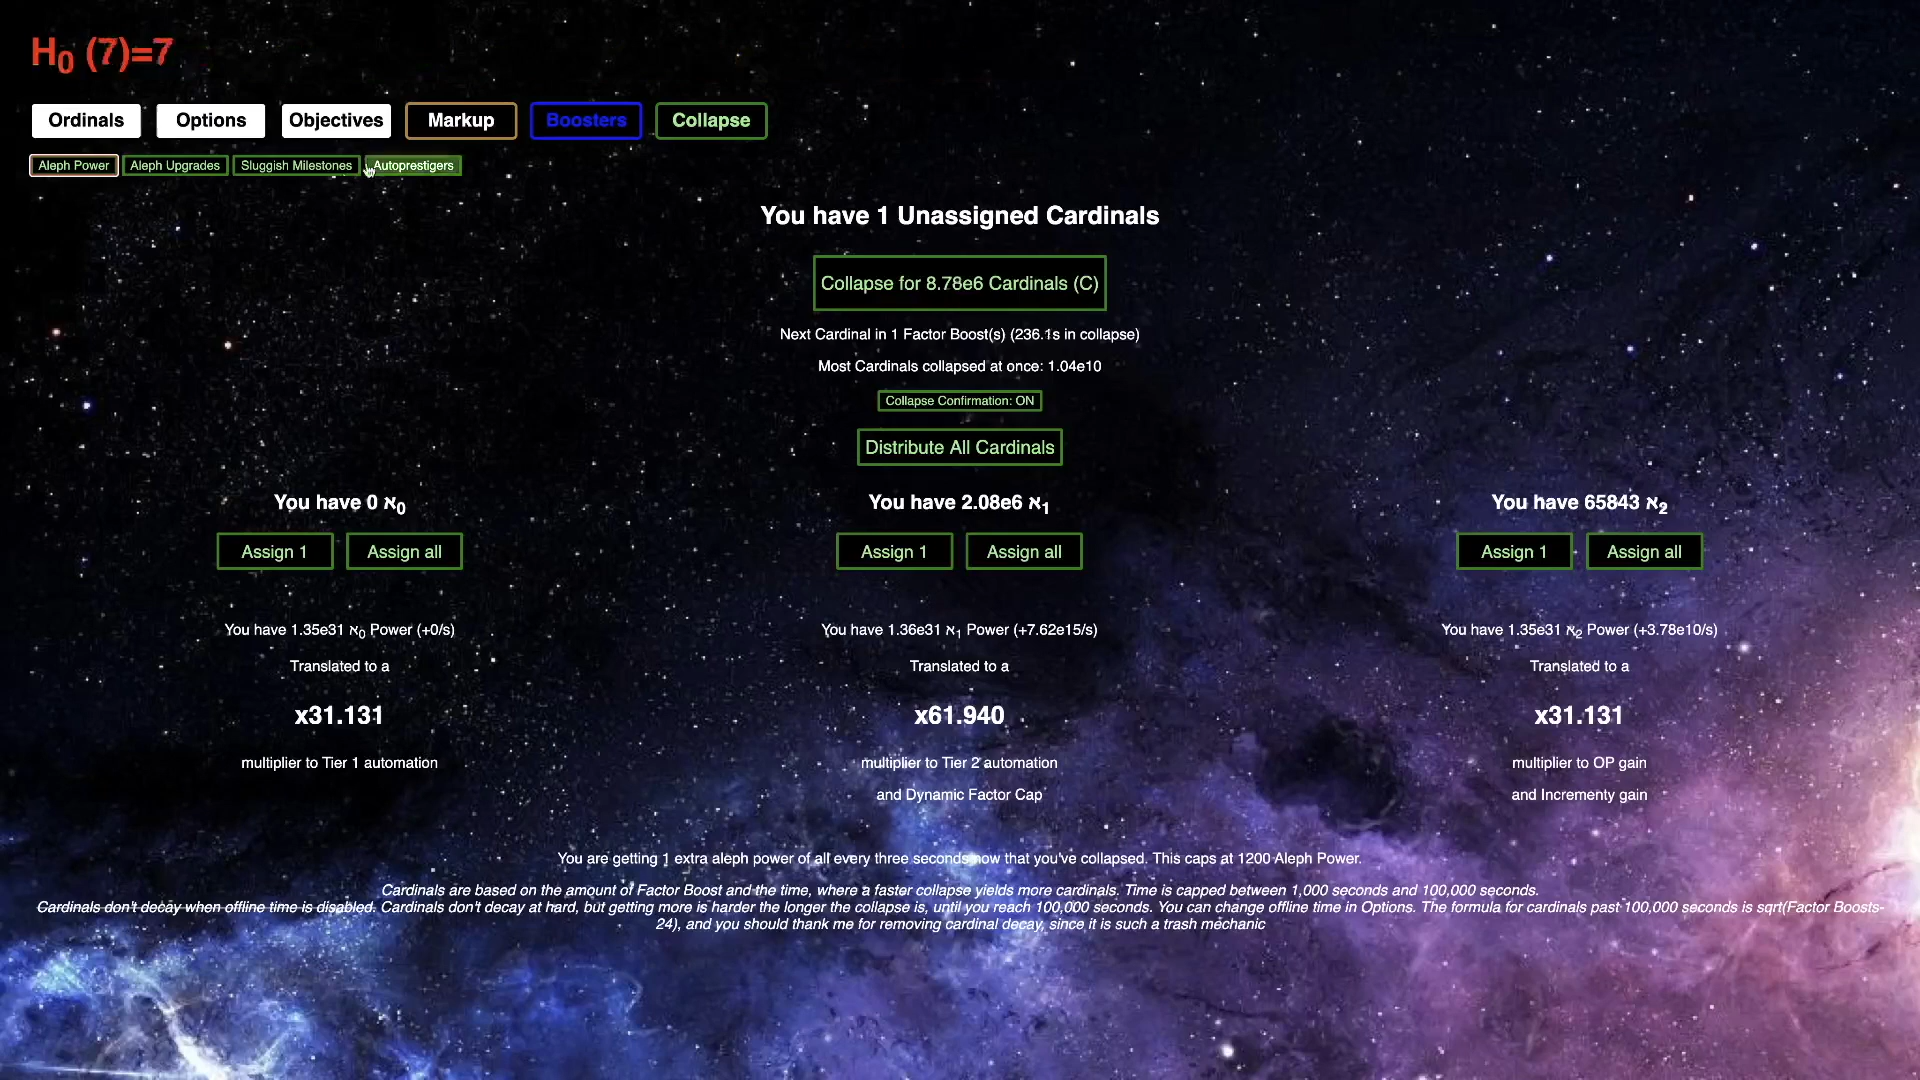 H₀ (7)=7
Ordinals Options Objectives Markup Boosters Collapse
Aleph Power Aleph Upgrades Sluggish Milestones Autoprestigers
You have 1 Unassigned Cardinals
Collapse for 8.78e6 Cardinals (C)
Next Cardinal in 1 Factor Boost(s) (236.1s in collapse)
Most Cardinals collapsed at once: 1.04e10
Collapse Confirmation: ON
Distribute All Cardinals
You have 0 ℵ₀ You have 2.08e6 ℵ₁ You have 65843 ℵ₂
Assign 1 Assign all Assign 1 Assign all Assign 1 Assign all
You have 1.35e31 ℵ₀ Power (+0/s) You have 1.36e31 ℵ₁ Power (+7.62e15/s) You have 1.35e31 ℵ₂ Power (+3.78e10/s)
Translated to a Translated to a Translated to a
x31.131 x61.940 x31.131
multiplier to Tier 1 automation multiplier to Tier 2 automation multiplier to OP gain
and Dynamic Factor Cap and Incrementy gain
You are getting 1 extra aleph power of all every three seconds now that you've collapsed. This caps at 1200 Aleph Power.
Cardinals are based on the amount of Factor Boost and the time, where a faster collapse yields more cardinals. Time is capped between 1,000 seconds and 100,000 seconds.
Cardinals don't decay when offline time is disabled. Cardinals don't decay at hard, but getting more is harder the longer the collapse is, until you reach 100,000 seconds. You can change offline time in Options. The formula for cardinals past 100,000 seconds is sqrt(Factor Boosts-
24), and you should thank me for removing cardinal decay, since it is such a trash mechanic